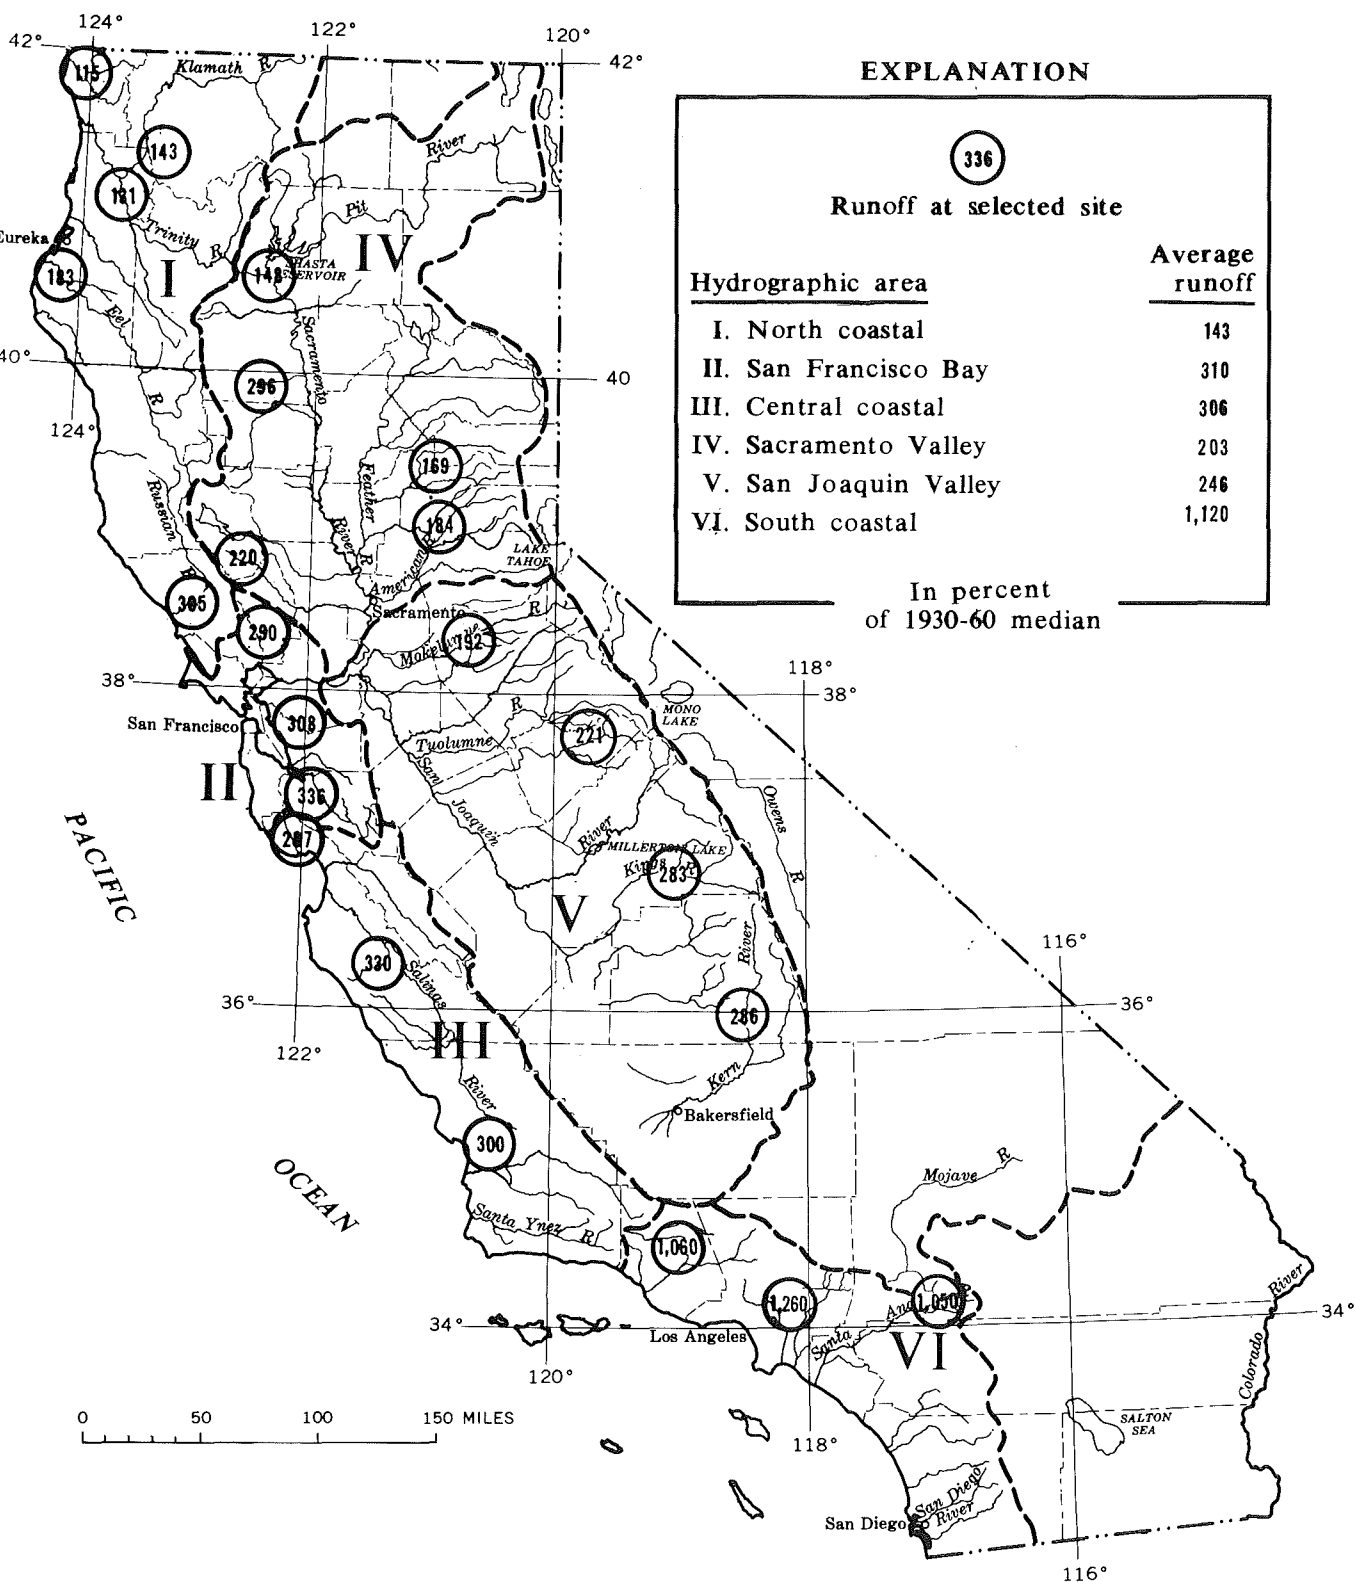 124°
122°
120°
42°
42°
EXPLANATION
336
Runoff at selected site
Hydrographic area
Average
runoff
I. North coastal 143
II. San Francisco Bay 310
III. Central coastal 306
IV. Sacramento Valley 203
V. San Joaquin Valley 246
VI. South coastal 1,120
In percent
of 1930-60 median
115
Klamath R
143
River
Pit
Trinity R
Eureka
I
IV
SHASTA
RESERVOIR
148
Eel
R
40°
40
124°
Sacramento
River
296
169
Feather
R
184
American R
LAKE
TAHOE
Russian
R
220
305
290
Sacramento
Mokelumne
R
192
38°
38°
118°
San Francisco
308
II
336
Tuolumne
R
221
MONO
LAKE
San
Joaquin
River
MILLERTON LAKE
Kings R
283
Owens
R
V
PACIFIC
OCEAN
330
Salinas
River
III
36°
36°
122°
116°
River
286
Kern
Bakersfield
300
Santa Ynez R
Mojave R
1,060
1,260
Santa
Ana
1,050
R
VI
Los Angeles
34°
34°
120°
118°
116°
River
Colorado
SALTON
SEA
San Diego
San Diego
River
0 50 100 150 MILES